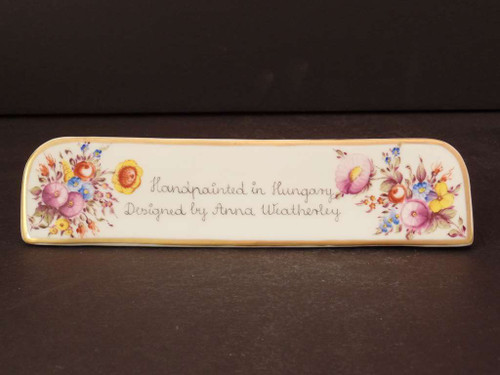 Handpainted in Hungary
Designed by Anna Weatherley